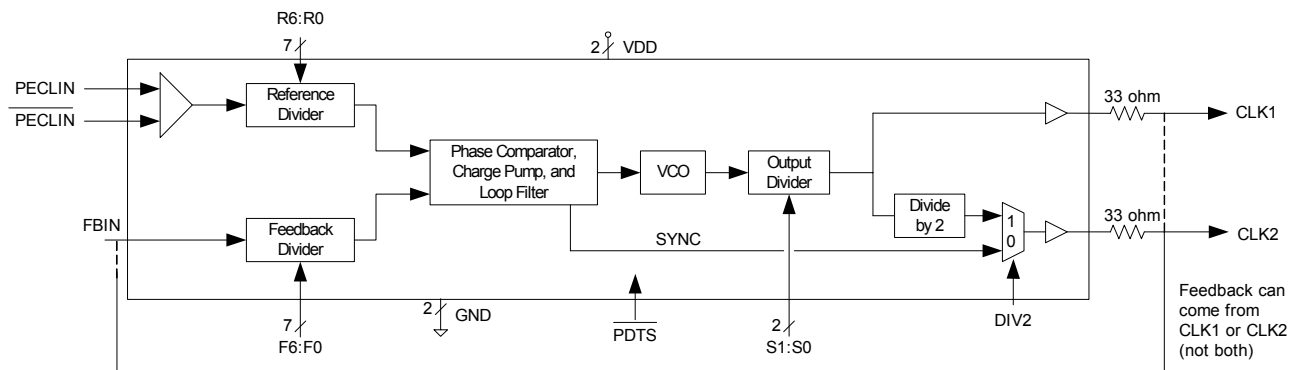 R6:R0
7
2 VDD
PECLIN
PECLIN
Reference
Divider
33 ohm
CLK1
Phase Comparator,
Charge Pump, and
Loop Filter
VCO
Output
Divider
FBIN
Feedback
Divider
Divide
by 2
1
0
33 ohm
CLK2
SYNC
2
GND
PDTS
7
F6:F0
2
S1:S0
DIV2
Feedback can
come from
CLK1 or CLK2
(not both)